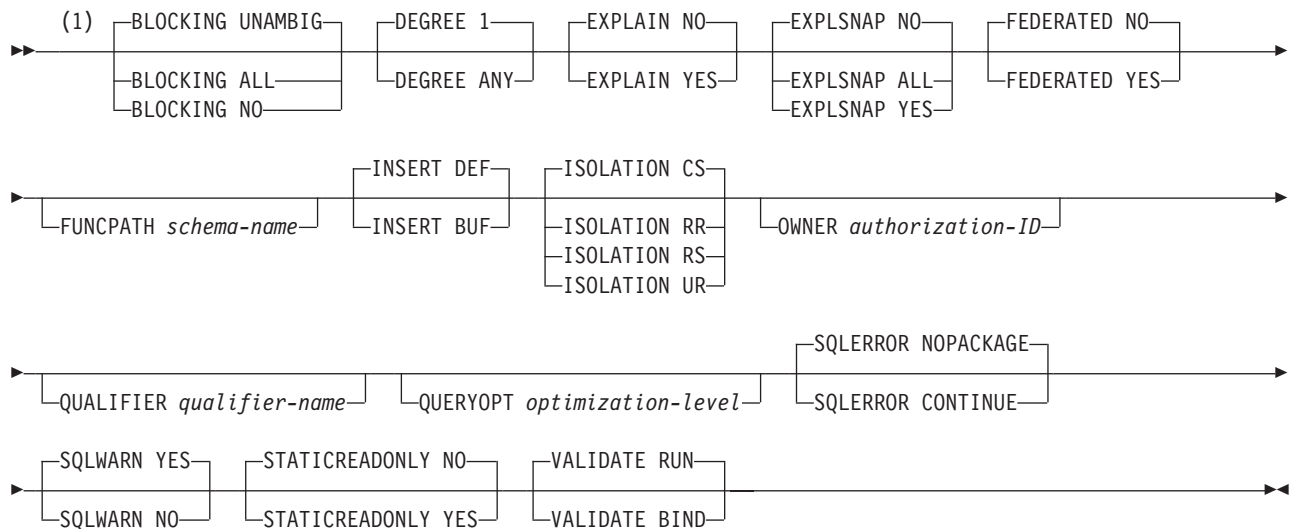 (1) BLOCKING UNAMBIG DEGREE 1 EXPLAIN NO EXPLSNAP NO FEDERATED NO
BLOCKING ALL DEGREE ANY EXPLAIN YES EXPLSNAP ALL FEDERATED YES
BLOCKING NO EXPLSNAP YES
INSERT DEF ISOLATION CS
FUNCPATH schema-name INSERT BUF ISOLATION RR OWNER authorization-ID
ISOLATION RS
ISOLATION UR
SQLERROR NOPACKAGE
QUALIFIER qualifier-name QUERYOPT optimization-level SQLERROR CONTINUE
SQLWARN YES STATICREADONLY NO VALIDATE RUN
SQLWARN NO STATICREADONLY YES VALIDATE BIND